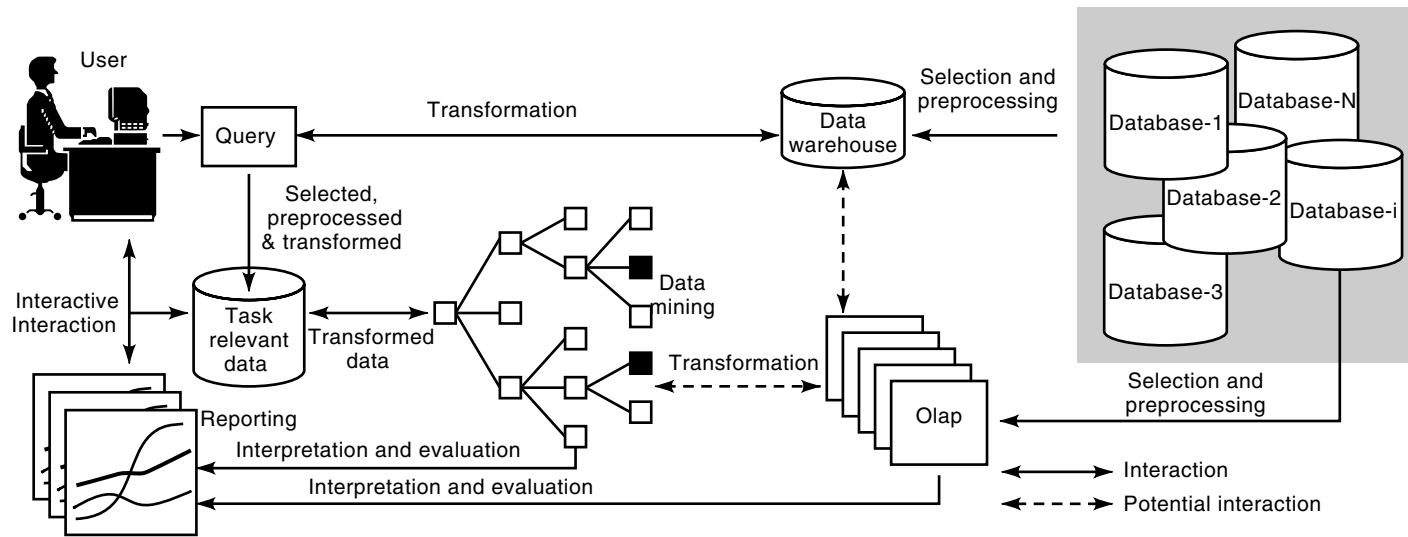 User
Query
Transformation
Data
warehouse
Selection and
preprocessing
Database-N
Database-1
Database-2
Database-i
Database-3
Selected,
preprocessed
& transformed
Interactive
Interaction
Task
relevant
data
Transformed
data
Data
mining
Transformation
Olap
Selection and
preprocessing
Reporting
Interpretation and evaluation
Interpretation and evaluation
Interaction
Potential interaction